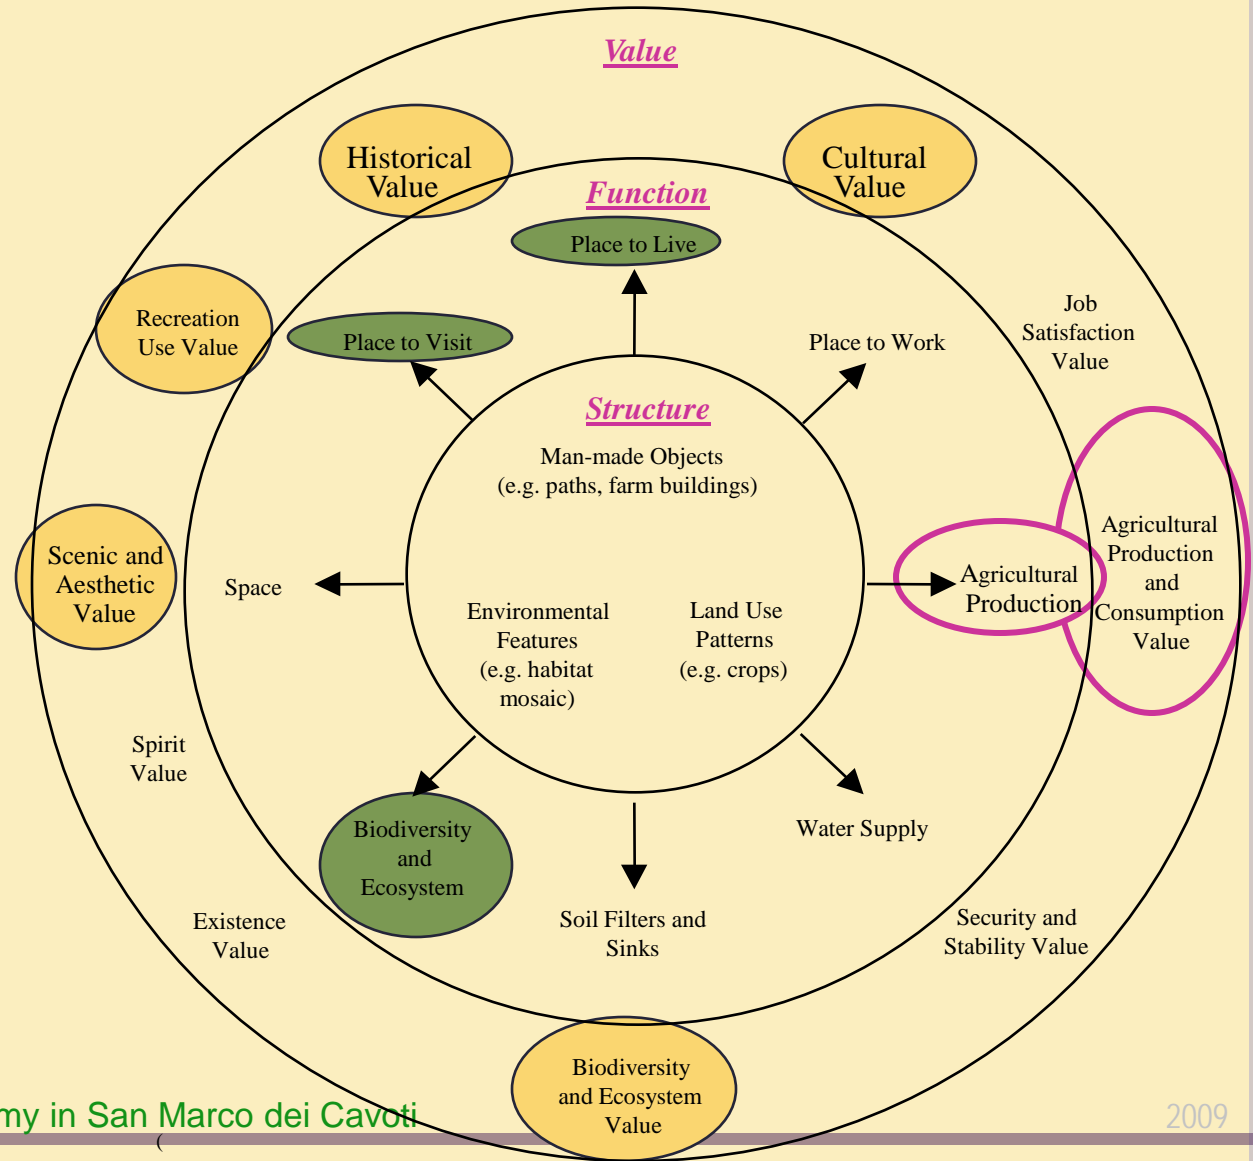 Value
Historical
Value
Cultural
Value
Function
Place to Live
Recreation
Use Value
Place to Visit
Place to Work
Job
Satisfaction
Value
Structure
Man-made Objects
(e.g. paths, farm buildings)
Scenic and
Aesthetic
Value
Space
Environmental
Features
(e.g. habitat
mosaic)
Land Use
Patterns
(e.g. crops)
Agricultural
Production
Agricultural
Production
and
Consumption
Value
Spirit
Value
Biodiversity
and
Ecosystem
Water Supply
Existence
Value
Soil Filters and
Sinks
Security and
Stability Value
Biodiversity
and Ecosystem
Value
my in San Marco dei Cavoti
2009
(